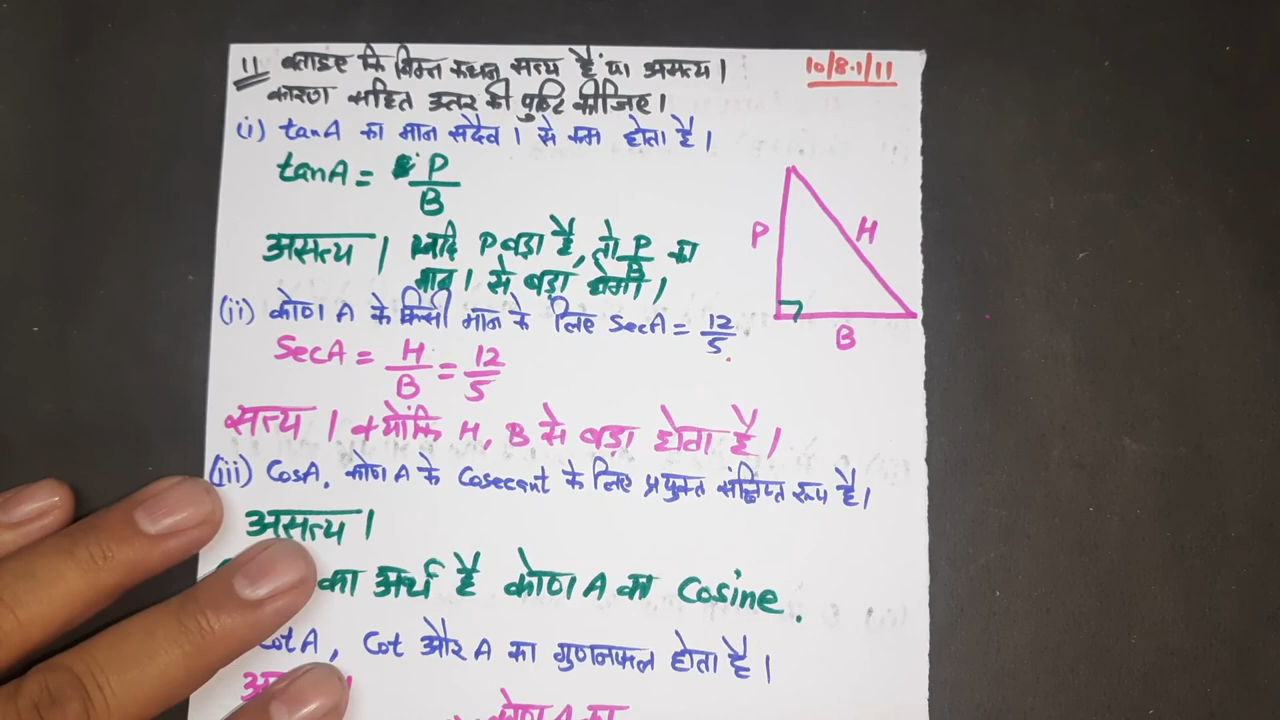 11 बताइए कि निम्न कथन सत्य हैं या असत्य।
10/8.1/11
कारण सहित उत्तर की पुष्टि कीजिए।
(i) tanA का मान सदैव 1 से कम होता है।
tanA = P/B
असत्य। यदि P बड़ा है, तो P/B का
मान 1 से बड़ा होगा।
P
H
B
(ii) कोण A के किसी मान के लिए SecA = 12/5
SecA = H/B = 12/5
सत्य। क्योंकि H, B से बड़ा होता है।
(iii) CosA, कोण A के Cosecant के लिए प्रयुक्त संक्षिप्त रूप है।
असत्य।
का अर्थ है कोण A का Cosine.
cotA, Cot और A का गुणनफल होता है।
कोण A का